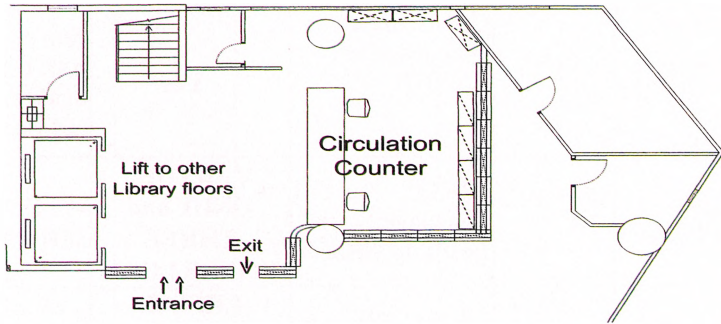 Circulation
Counter
Lift to other
Library floors
Exit
Entrance